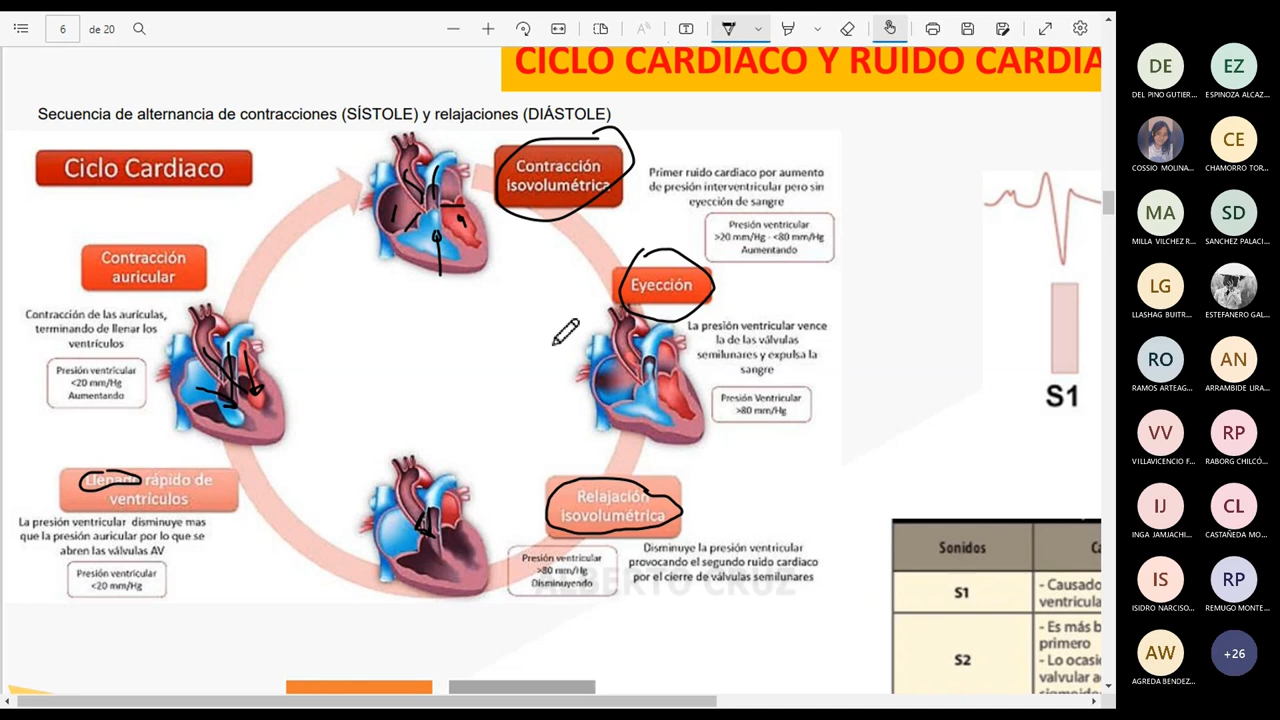 6
de 20
CICLO CARDIACO Y RUIDO CARDIA
Secuencia de alternancia de contracciones (SÍSTOLE) y relajaciones (DIÁSTOLE)
Ciclo Cardiaco
Contracción
isovolumétrica
Primer ruido cardiaco por aumento
de presión interventricular pero sin
eyección de sangre
Presión ventricular
>20 mm/Hg - <80 mm/Hg
Aumentando
Contracción
auricular
Contracción de las aurículas,
terminando de llenar los
ventrículos
Presión ventricular
<20 mm/Hg
Aumentando
Eyección
La presión ventricular vence
la de las válvulas
semilunares y expulsa la
sangre
Presión Ventricular
>80 mm/Hg
Llenado rápido de
ventrículos
La presión ventricular disminuye mas
que la presión auricular por lo que se
abren las válvulas AV
Presión ventricular
<20 mm/Hg
Relajación
isovolumétrica
Presión ventricular
>80 mm/Hg
Disminuyendo
Disminuye la presión ventricular
provocando el segundo ruido cardiaco
por el cierre de válvulas semilunares
ALBERTO CRUZ
S1
Sonidos
Ca
S1
- Causado
ventricula
S2
- Es más b
primero
- Lo ocasi
valvular a
DE
DEL PINO GUTIER...
EZ
ESPINOZA ALCAZ...
COSSIO MOLINA...
CE
CHAMORRO TOR...
MA
MILLA VILCHEZ R...
SD
SANCHEZ PALACI...
LG
LLASHAG BUITR...
ESTEFANERO GAL...
RO
RAMOS ARTEAG...
AN
ARRAMBIDE LIRA...
VV
VILLAVICENCIO F...
RP
RABORG CHILCÓ...
IJ
INGA JAMJACHI...
CL
CASTAÑEDA MO...
IS
ISIDRO NARCISO...
RP
REMUGO MONTE...
AW
AGREDA BENDEZ...
+26